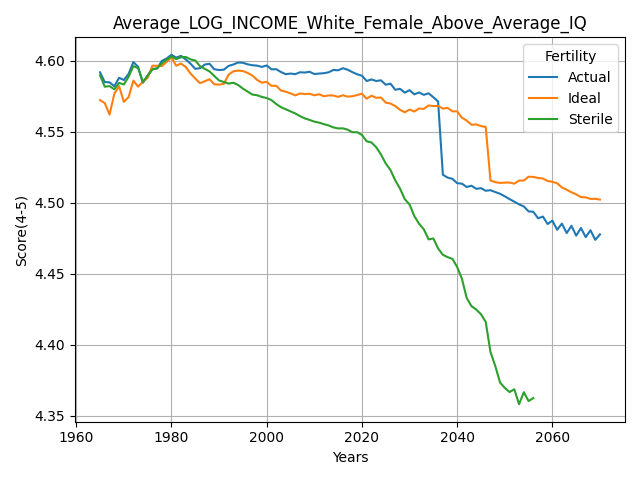 Average_LOG_INCOME_White_Female_Above_Average_IQ
Fertility
Actual
Ideal
Sterile
Score(4-5)
4.60
4.55
4.50
4.45
4.40
4.35
1960
1980
2000
2020
2040
2060
Years